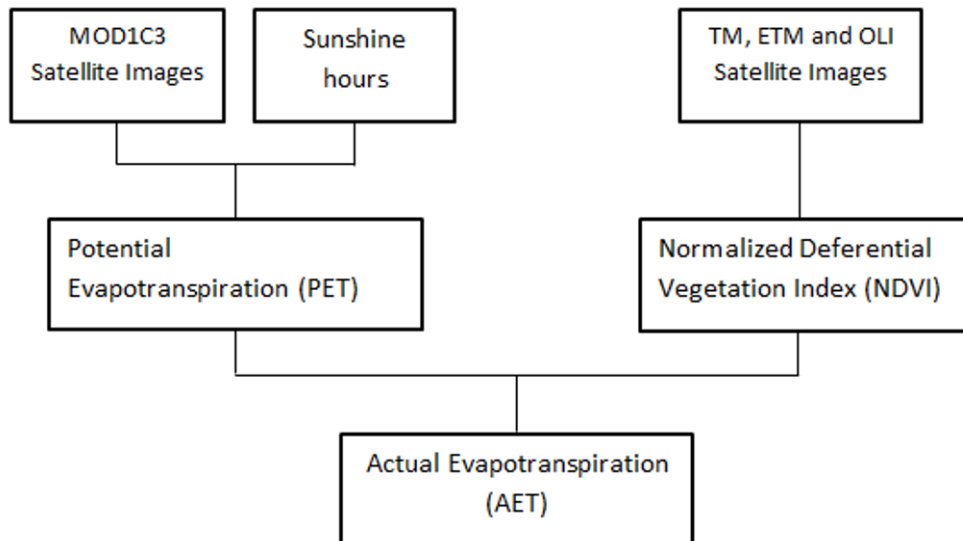 MOD1C3
Satellite Images
Sunshine
hours
TM, ETM and OLI
Satellite Images
Potential
Evapotranspiration (PET)
Normalized Deferential
Vegetation Index (NDVI)
Actual Evapotranspiration
(AET)